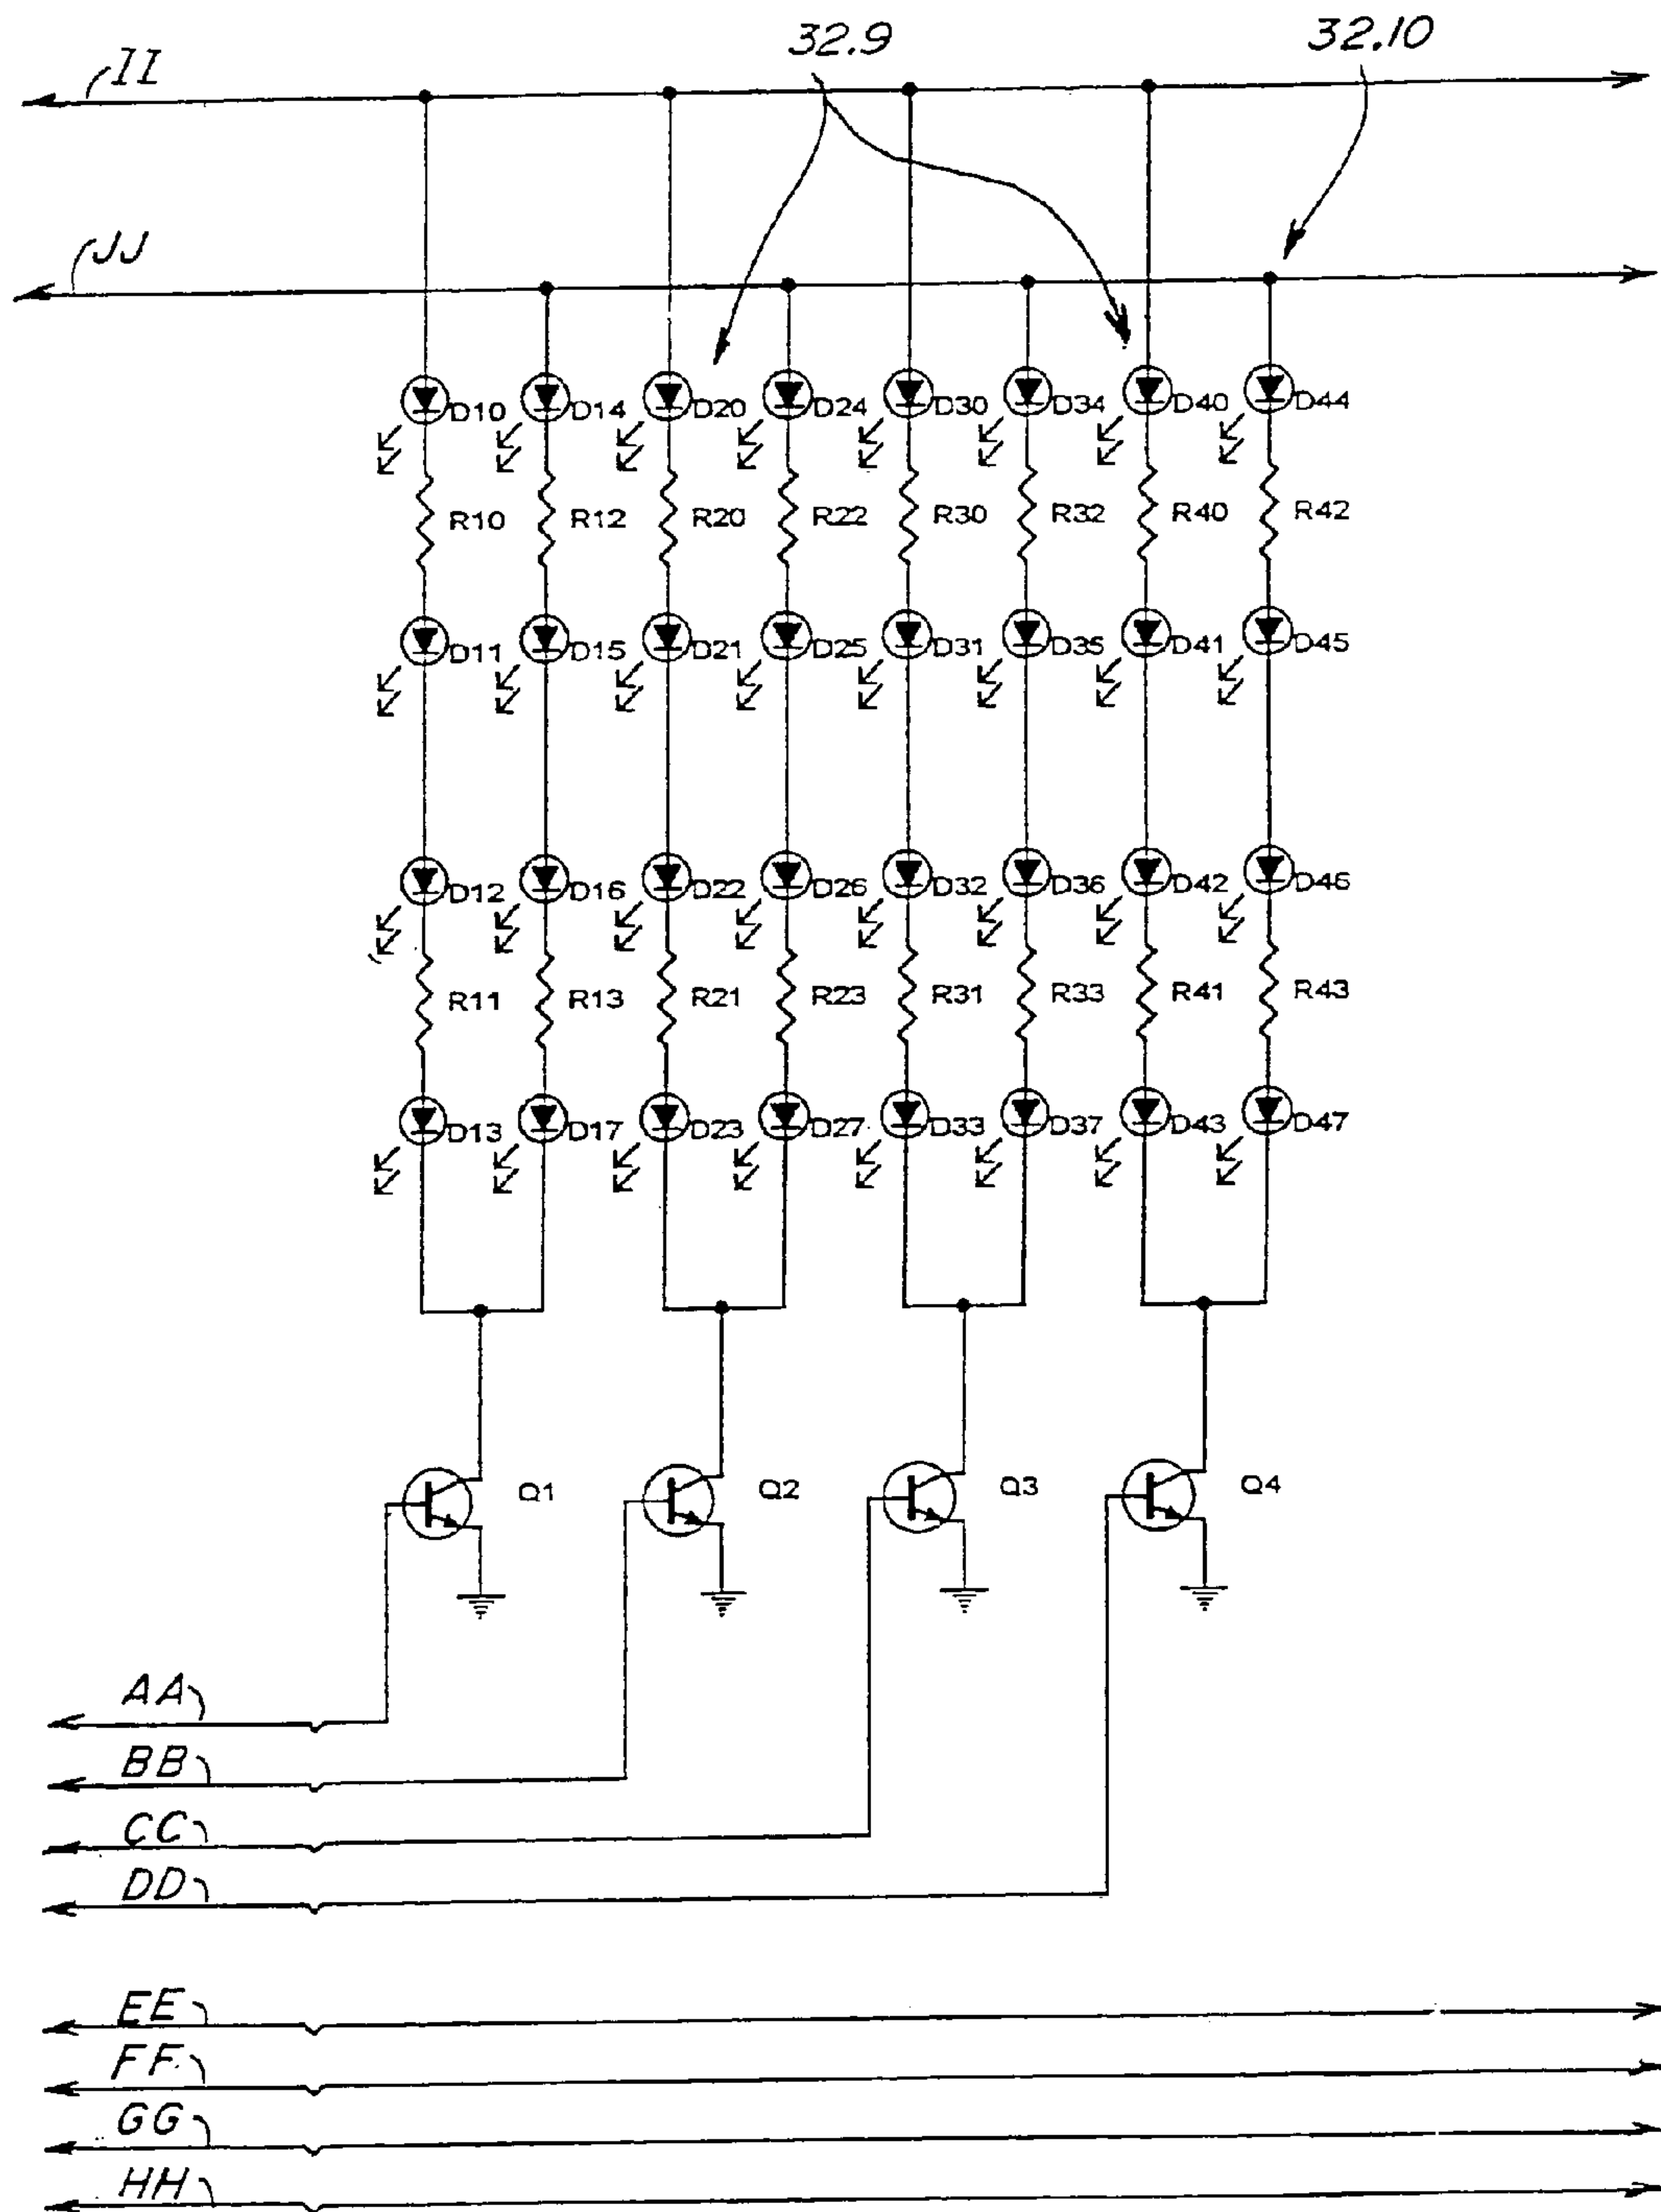 32.9 32.10
II
JJ
D10 D14 D20 D24 D30 D34 D40 D44
R10 R12 R20 R22 R30 R32 R40 R42
D11 D15 D21 D25 D31 D35 D41 D45
D12 D16 D22 D26 D32 D36 D42 D46
R11 R13 R21 R23 R31 R33 R41 R43
D13 D17 D23 D27 D33 D37 D43 D47
Q1 Q2 Q3 Q4
AA
BB
CC
DD
EE
FF
GG
HH